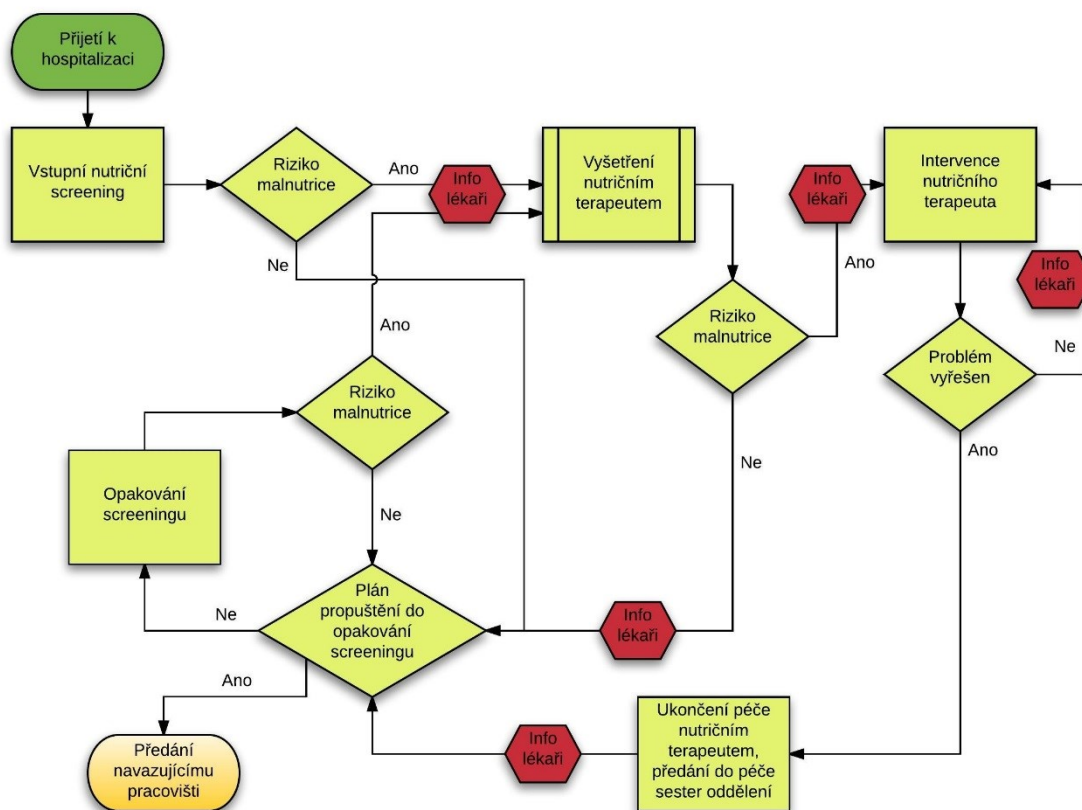 Přijetí k
hospitalizaci
Vstupní nutriční
screening
Riziko
malnutrice
Ano
Info
lékaři
Vyšetření
nutričním
terapeutem
Info
lékaři
Intervence
nutričního
terapeuta
Ne
Ano
Info
lékaři
Riziko
malnutrice
Ano
Problém
vyřešen
Ne
Riziko
malnutrice
Ne
Ano
Opakování
screeningu
Ne
Plán
propuštění do
opakování
screeningu
Ne
Info
lékaři
Ano
Předání
navazujícímu
pracovišti
Info
lékaři
Ukončení péče
nutričním
terapeutem,
předání do péče
sester oddělení